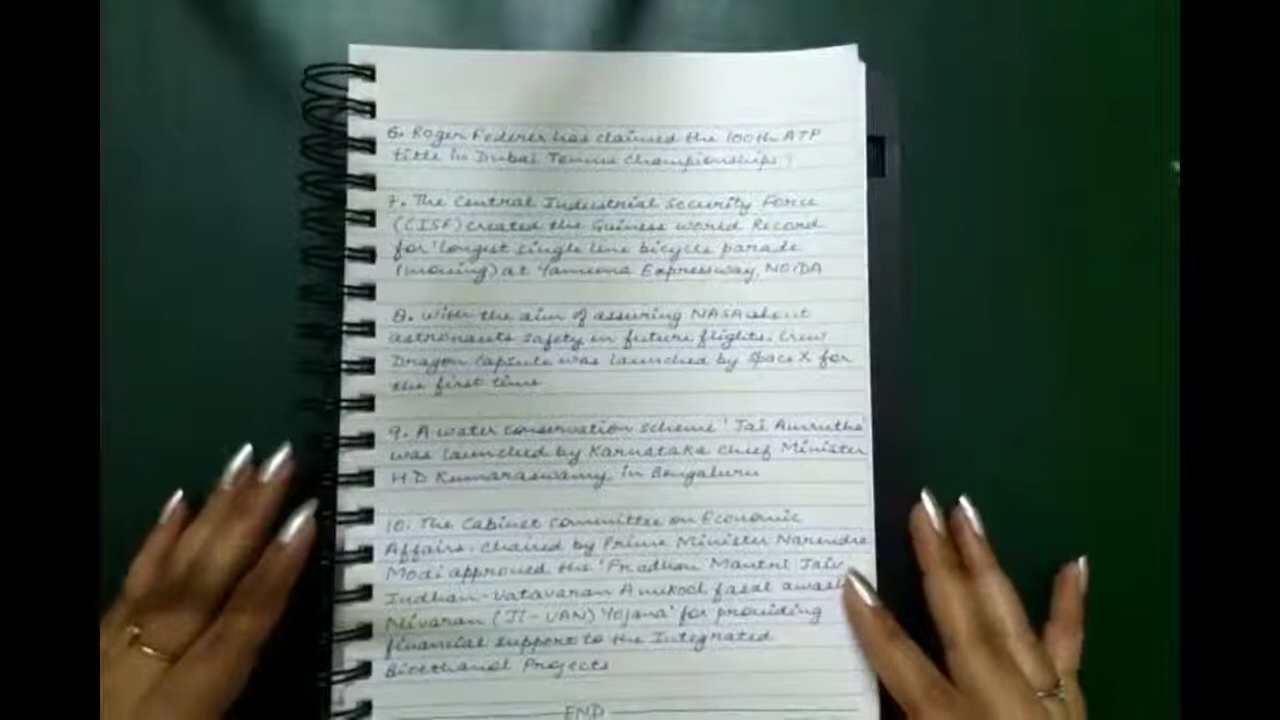 6. Roger Federer has claimed the 100th ATP
title in Dubai Tennis Championships.
7. The Central Industrial Security Force
(CISF) created the Guiness World Record
for 'longest single line bicycle parade
(moving) at Yamuna Expressway, NOIDA
8. With the aim of assuring NASA about
astronauts safety in future flights. Crew
Dragon Capsule was launched by SpaceX for
the first time
9. A water conservation scheme 'Jal Amrutha'
was launched by Karnataka Chief Minister
H D Kumaraswamy in Bengaluru
10. The Cabinet Committee on Economic
Affairs. chaired by Prime Minister Narendra
Modi approved the 'Pradhan Mantri Jaiv
Indhan-Vatavaran Anukool fasal awash
Nivaran (JI-VAN) Yojana' for providing
financial support to the Integrated
Bioethanol Projects
END